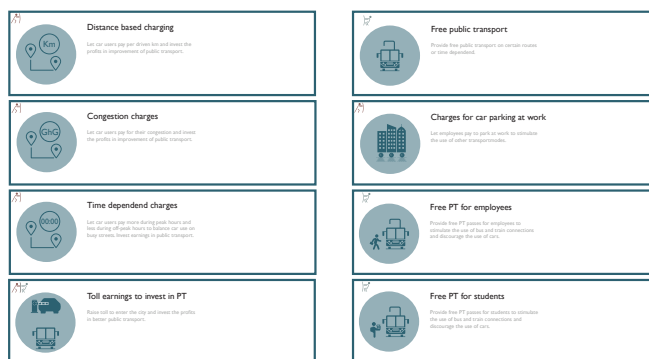 Distance based charging
Km
Let car users pay per driven km and invest the
profits in improvement of public transport.
Congestion charges
GhG
Let car users pay for their congestion and invest
the profits in improvement of public transport.
Time dependend charges
00:00
Let car users pay more during peak hours and
less during off-peak hours to balance car use on
busy streets. Invest earnings in public transport
Toll earnings to invest in PT
Raise toll to enter the city and invest the profits
in better public transport.
Free public transport
Provide free public transport on certain routes
or time dependend.
Charges for car parking at work
Let employees pay to park at work to stimulate
the use of other transportmodes.
Free PT for employees
Provide free PT passes for employees to
stimulate the use of bus and train connections
and discourage the use of cars.
Free PT for students
Provide free PT passes for students to stimulate
the use of bus and train connections and
discourage the use of cars.